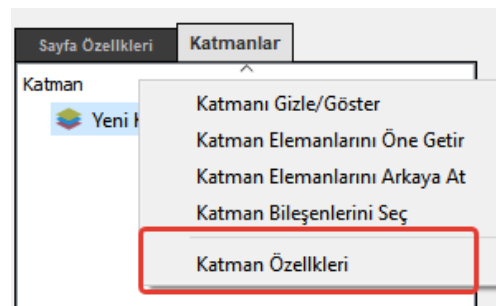 Sayfa Özellkleri
Katmanlar
Katman
Yeni
Katmanı Gizle/Göster
Katman Elemanlarını Öne Getir
Katman Elemanlarını Arkaya At
Katman Bileşenlerini Seç
Katman Özellkleri